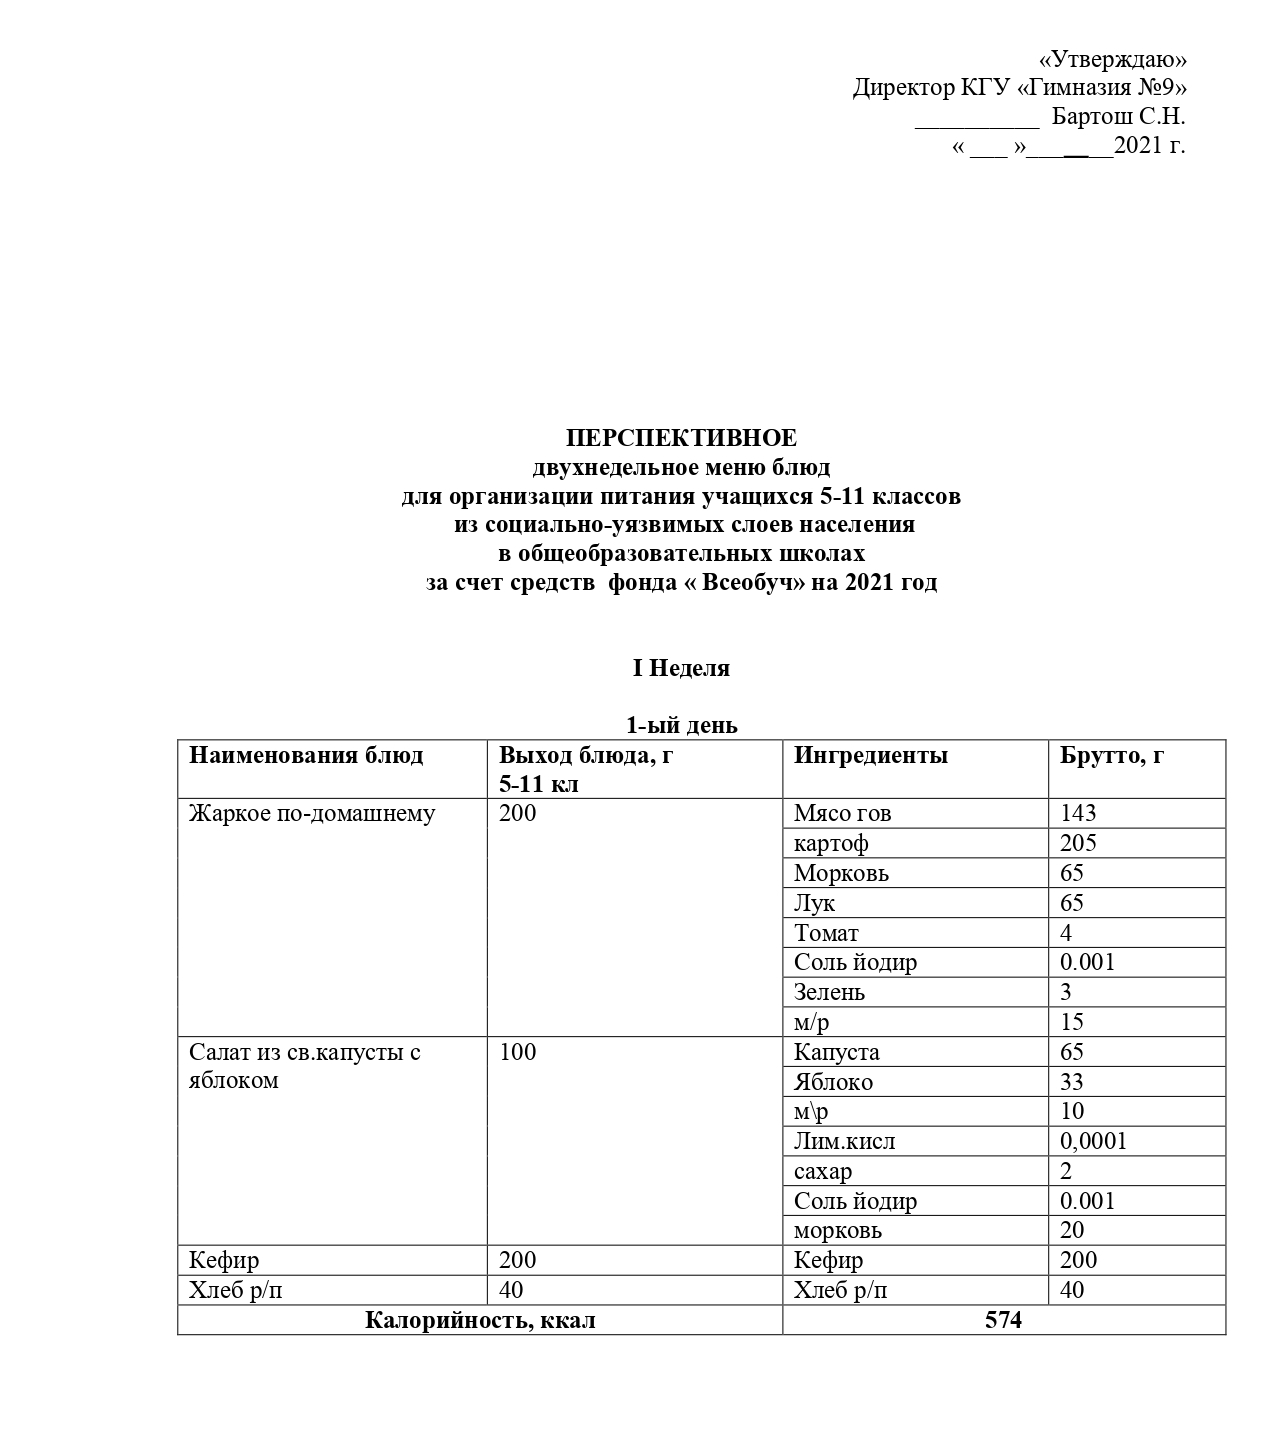 «Утверждаю»
Директор КГУ «Гимназия №9»
__________ Бартош С.Н.
« ___ »_______2021 г.
ПЕРСПЕКТИВНОЕ
двухнедельное меню блюд
для организации питания учащихся 5-11 классов
из социально-уязвимых слоев населения
в общеобразовательных школах
за счет средств фонда « Всеобуч» на 2021 год
I Неделя
1-ый день
Наименования блюд Выход блюда, г Ингредиенты Брутто, г
5-11 кл
Жаркое по-домашнему 200 Мясо гов 143
картоф 205
Морковь 65
Лук 65
Томат 4
Соль йодир 0.001
Зелень 3
м/р 15
Салат из св.капусты с 100 Капуста 65
яблоком Яблоко 33
м\р 10
Лим.кисл 0,0001
сахар 2
Соль йодир 0.001
морковь 20
Кефир 200 Кефир 200
Хлеб р/п 40 Хлеб р/п 40
Калорийность, ккал 574